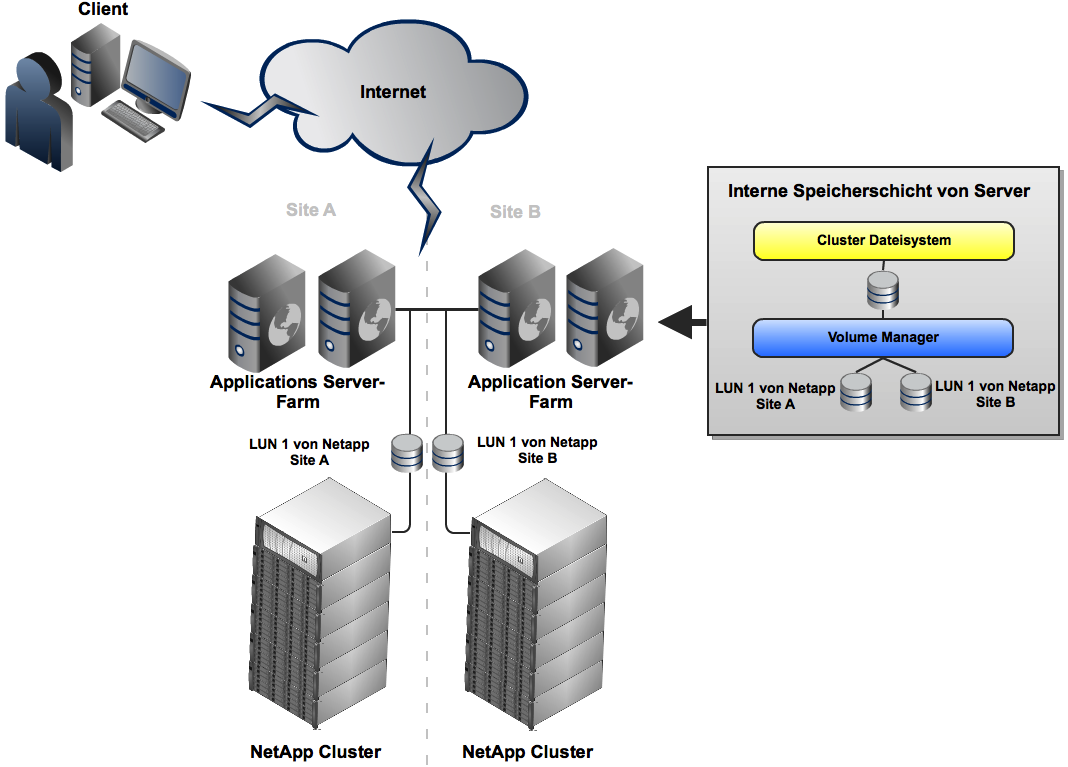 Client
Internet
Site A
Site B
Applications Server-
Farm
Application Server-
Farm
LUN 1 von Netapp
Site A
LUN 1 von Netapp
Site B
NetApp Cluster
NetApp Cluster
Interne Speicherschicht von Server
Cluster Dateisystem
Volume Manager
LUN 1 von Netapp
Site A
LUN 1 von Netapp
Site B